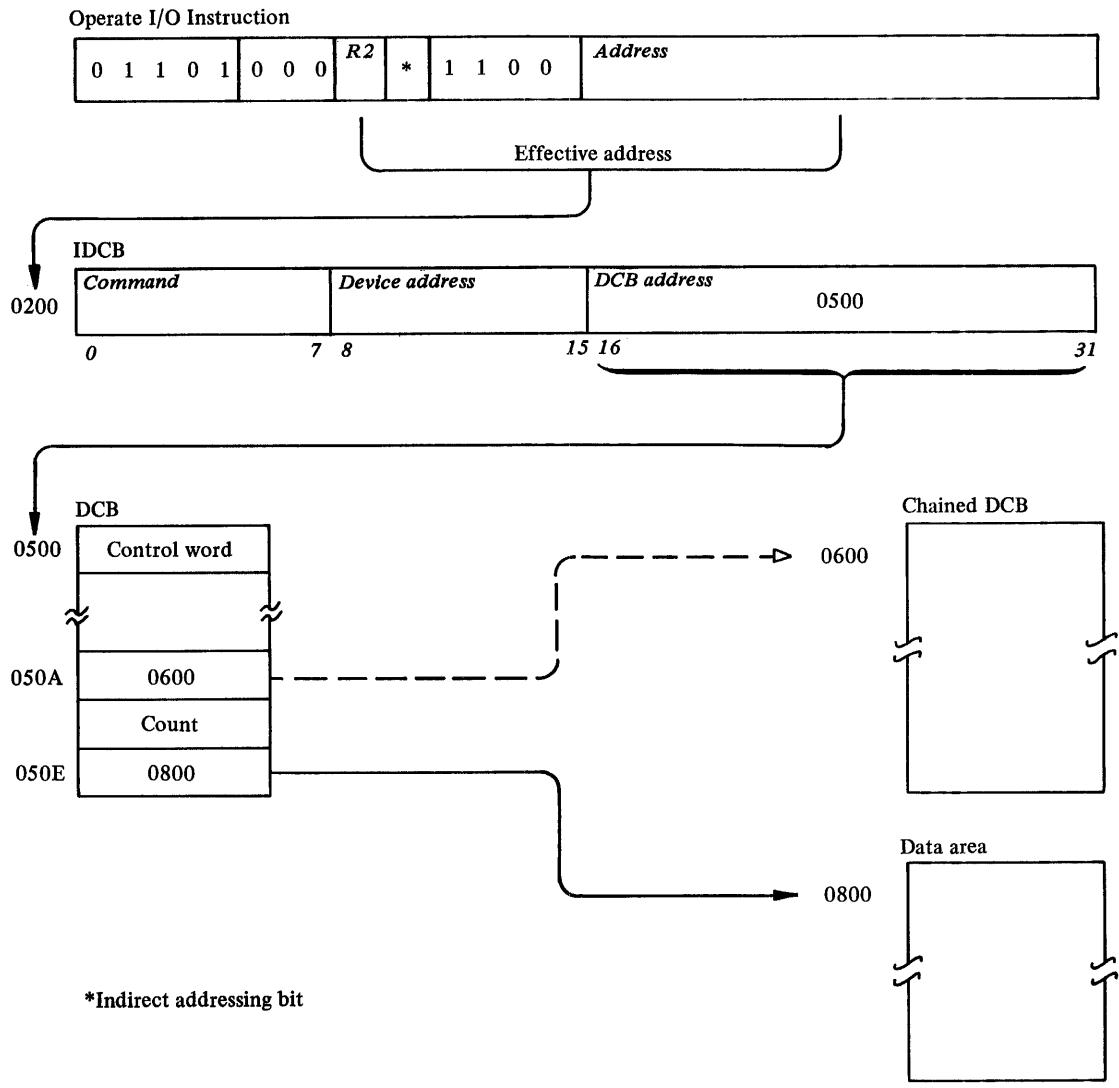 Operate I/O Instruction
0 1 1 0 1 0 0 0 R2 * 1 1 0 0 Address
Effective address
IDCB
0200 Command Device address DCB address
0500
0 7 8 15 16 31
DCB
Chained DCB
0500 Control word
0600
050A 0600
Count
050E 0800
Data area
0800
*Indirect addressing bit